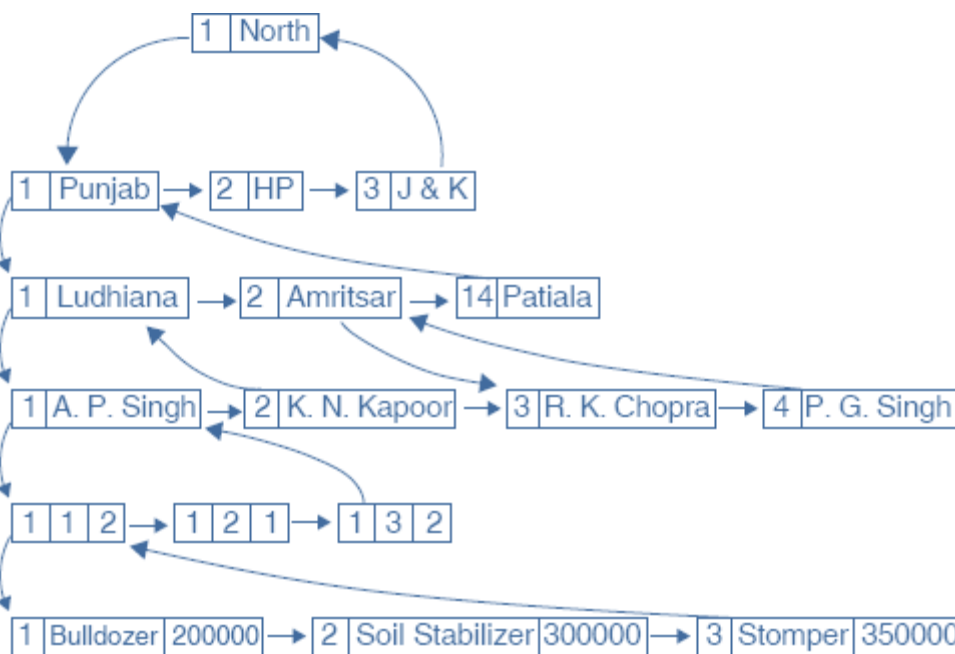 1 North
1 Punjab 2 HP 3 J & K
1 Ludhiana 2 Amritsar 14 Patiala
1 A. P. Singh 2 K. N. Kapoor 3 R. K. Chopra 4 P. G. Singh
1 1 2 1 2 1 1 3 2
1 Bulldozer 200000 2 Soil Stabilizer 300000 3 Stomper 350000